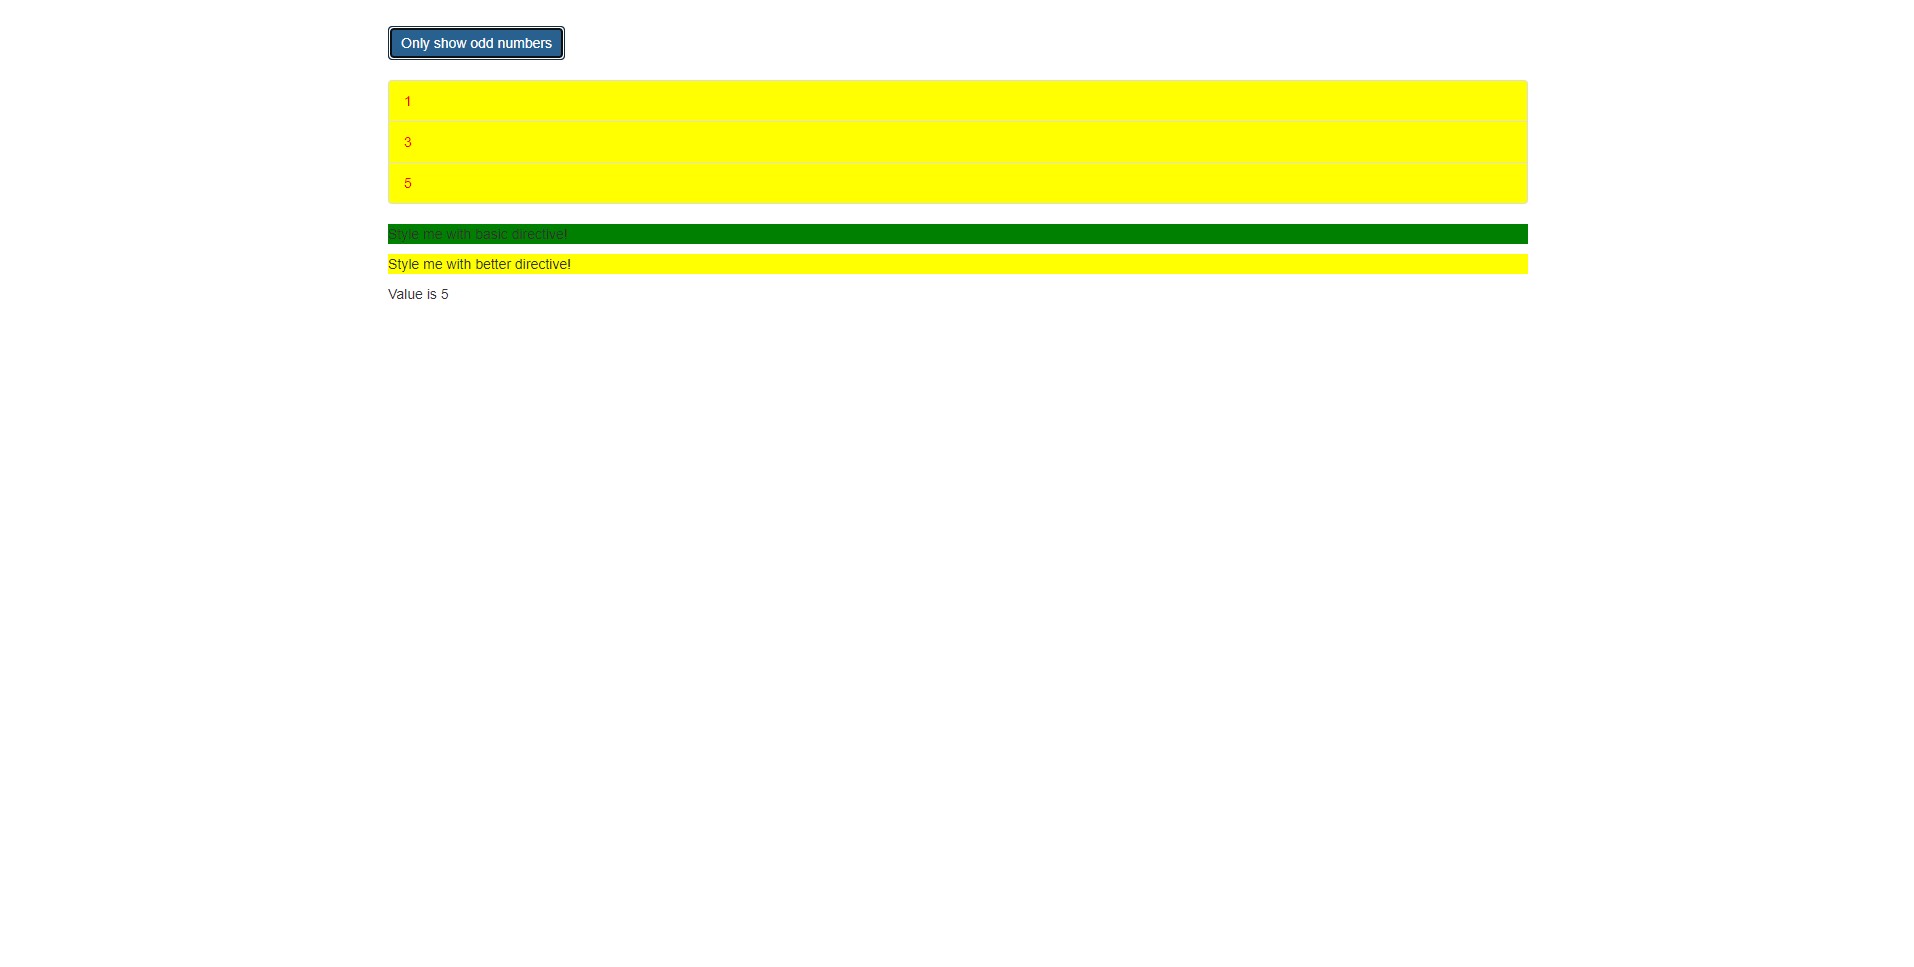 Only show odd numbers
1
3
5
Style me with basic directive!
Style me with better directive!
Value is 5